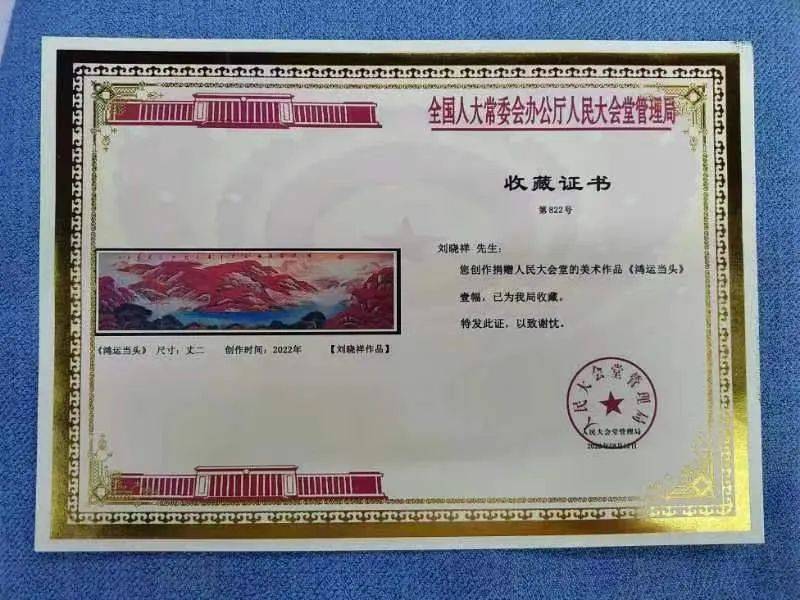 全国人大常委会办公厅人民大会堂管理局
收藏证书
第822号
刘晓祥 先生:
您创作捐赠人民大会堂的美术作品《鸿运当头》
壹幅,已为我局收藏。
特发此证,以致谢忱。
《鸿运当头》 尺寸:丈二 创作时间:2022年 【刘晓祥作品】
人民大会堂管理局
人民大会堂管理局